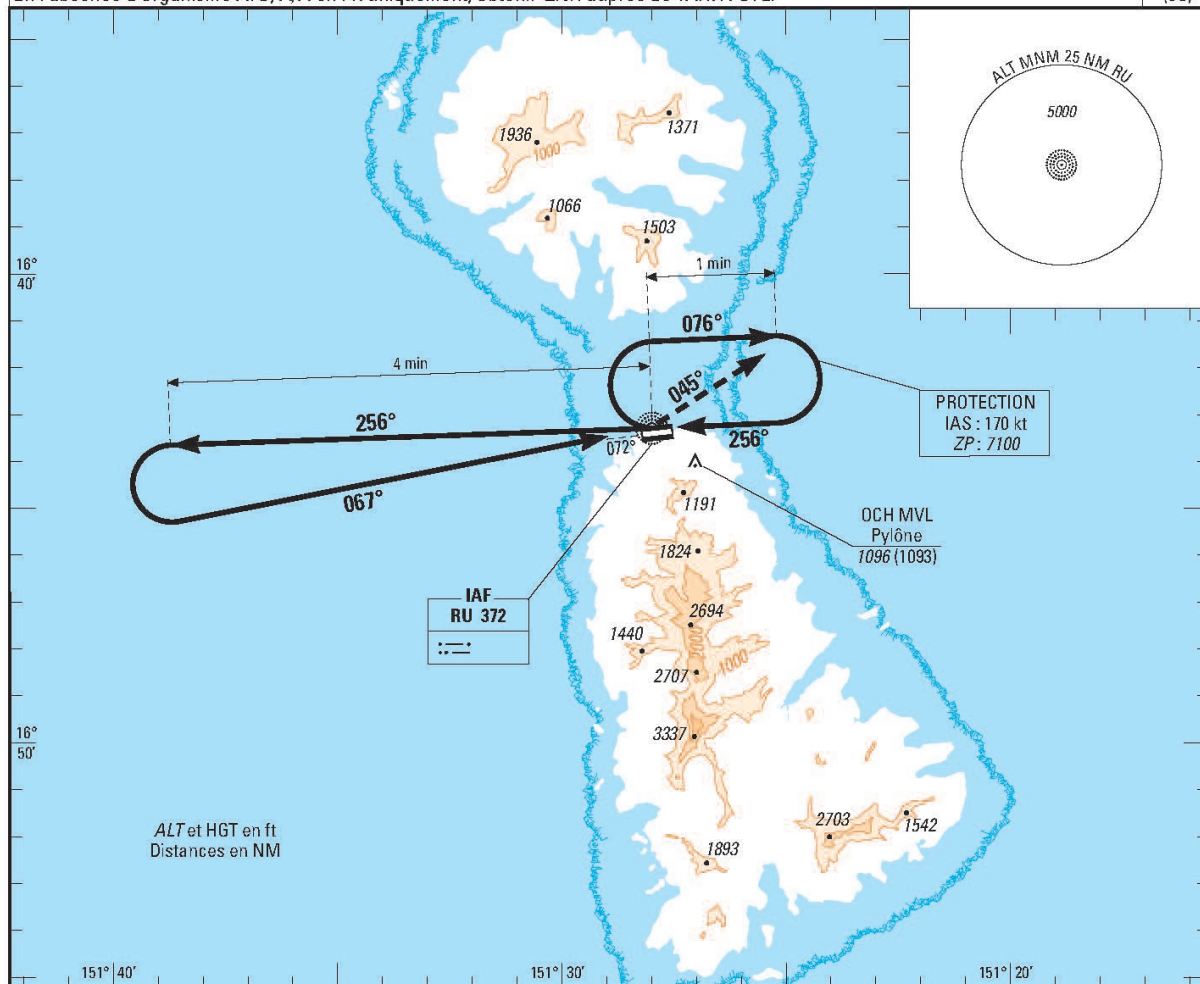 ALT MNM 25 NM RU
5000
1936
1371
1000
1066
1503
16°
40'
1 min
076°
4 min
045°
256°
256°
072°
067°
PROTECTION
IAS : 170 kt
ZP : 7100
1191
OCH MVL
Pylône
1096 (1093)
1824
IAF
RU 372
2694
1440
2000
1000
2707
3337
16°
50'
ALT et HGT en ft
Distances en NM
2703
1542
1893
151° 40'
151° 30'
151° 20'